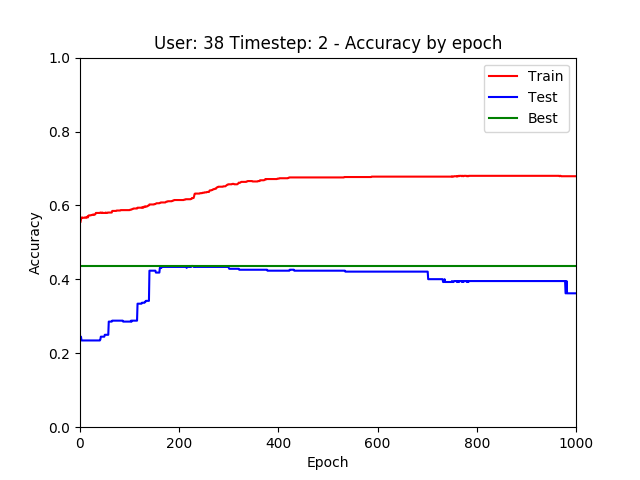 User: 38 Timestep: 2 - Accuracy by epoch
1.0
0.8
0.6
0.4
0.2
0.0
Accuracy
Train
Test
Best
0 200 400 600 800 1000
Epoch